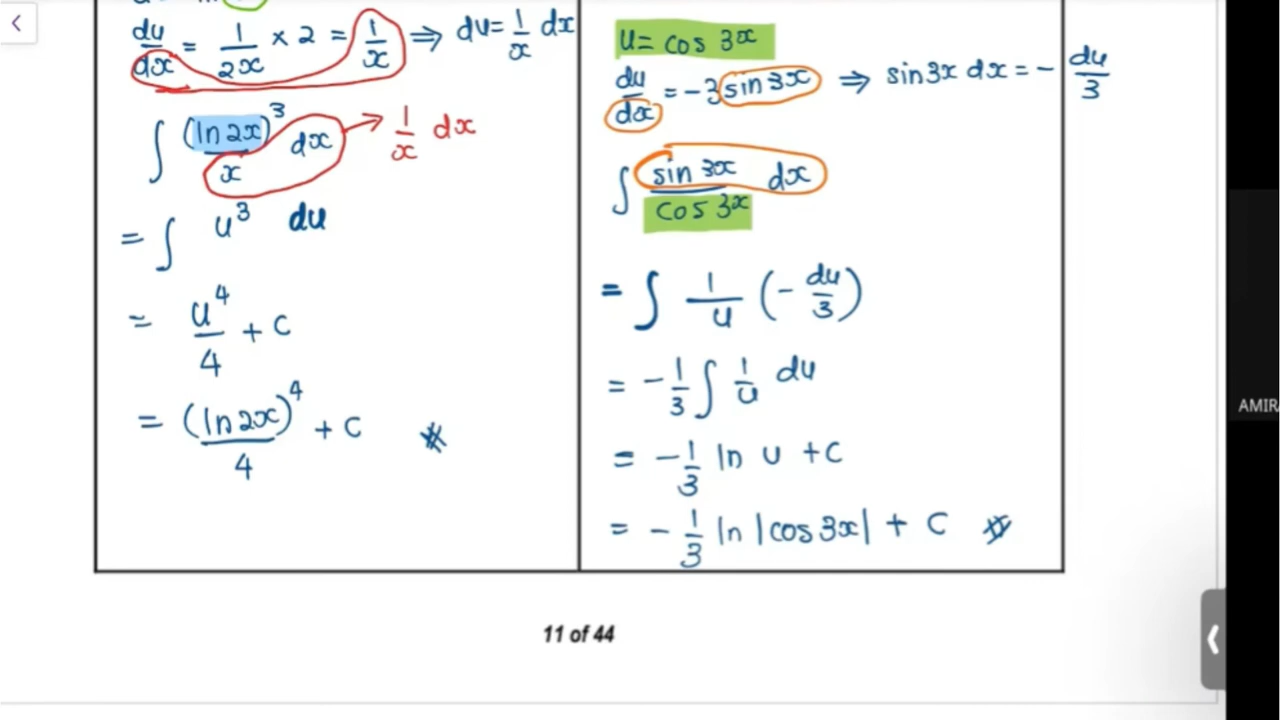 du/dx = 1/2x × 2 = 1/x ⇒ du = 1/x dx
∫ (ln 2x)³/x dx → 1/x dx
= ∫ u³ du
= u⁴/4 + c
= (ln 2x)⁴/4 + c
u = cos 3x
du/dx = -3 sin 3x ⇒ sin 3x dx = - du/3
∫ sin 3x/cos 3x dx
= ∫ 1/u (- du/3)
= - 1/3 ∫ 1/u du
= - 1/3 ln u + c
= - 1/3 ln |cos 3x| + c
11 of 44
AMIRA